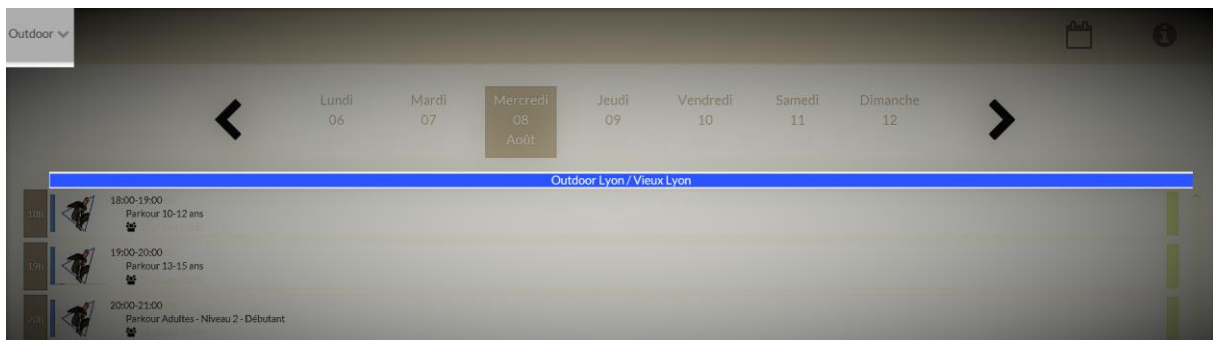 Outdoor
Lundi Mardi Mercredi Jeudi Vendredi Samedi Dimanche
06 07 08 09 10 11 12
Août
Outdoor Lyon / Vieux Lyon
18h
18:00-19:00
Parkour 10-12 ans
19h
19:00-20:00
Parkour 13-15 ans
20h
20:00-21:00
Parkour Adultes - Niveau 2 - Débutant